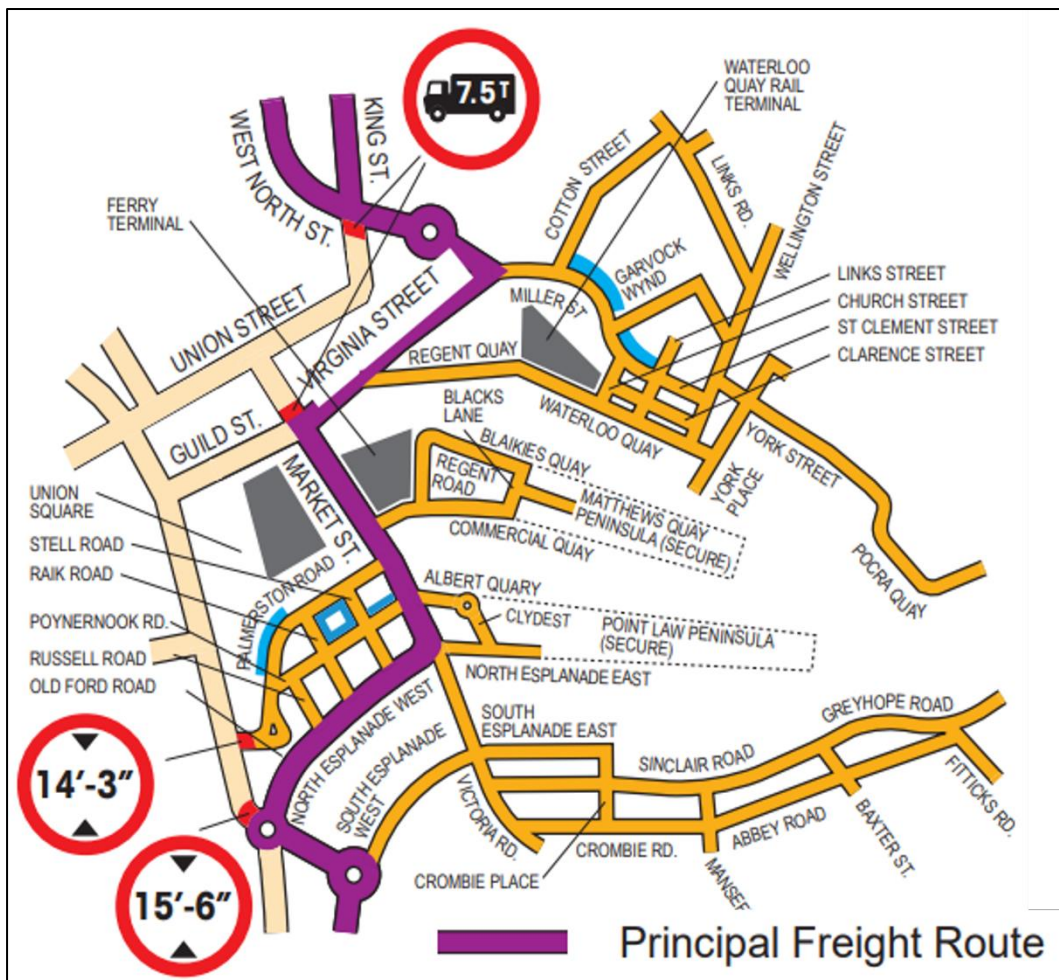 7.5T
WATERLOO
QUAY RAIL
TERMINAL
KING ST.
WEST NORTH ST.
FERRY
TERMINAL
COTTON STREET
LINKS RD.
WELLINGTON STREET
GARVOCK
WYND
MILLER ST
LINKS STREET
CHURCH STREET
ST CLEMENT STREET
CLARENCE STREET
UNION STREET
VIRGINIA STREET
REGENT QUAY
BLACKS
LANE
WATERLOO QUAY
GUILD ST.
BLAIKIES QUAY
REGENT
ROAD
YORK STREET
YORK
PLACE
UNION
SQUARE
MARKET ST.
MATTHEWS QUAY
PENINSULA (SECURE)
COMMERCIAL QUAY
POCRA QUAY
STELL ROAD
RAIK ROAD
PALMERSTON ROAD
ALBERT QUARY
POYNERNOOK RD.
CLYDEST
POINT LAW PENINSULA
(SECURE)
RUSSELL ROAD
OLD FORD ROAD
NORTH ESPLANADE EAST
NORTH ESPLANADE WEST
SOUTH
ESPLANADE EAST
GREYHOPE ROAD
SINCLAIR ROAD
SOUTH ESPLANADE
WEST
VICTORIA RD.
FITTICKS RD.
14'-3"
ABBEY ROAD
BAXTER ST.
CROMBIE RD.
CROMBIE PLACE
MANSEF
15'-6"
Principal Freight Route